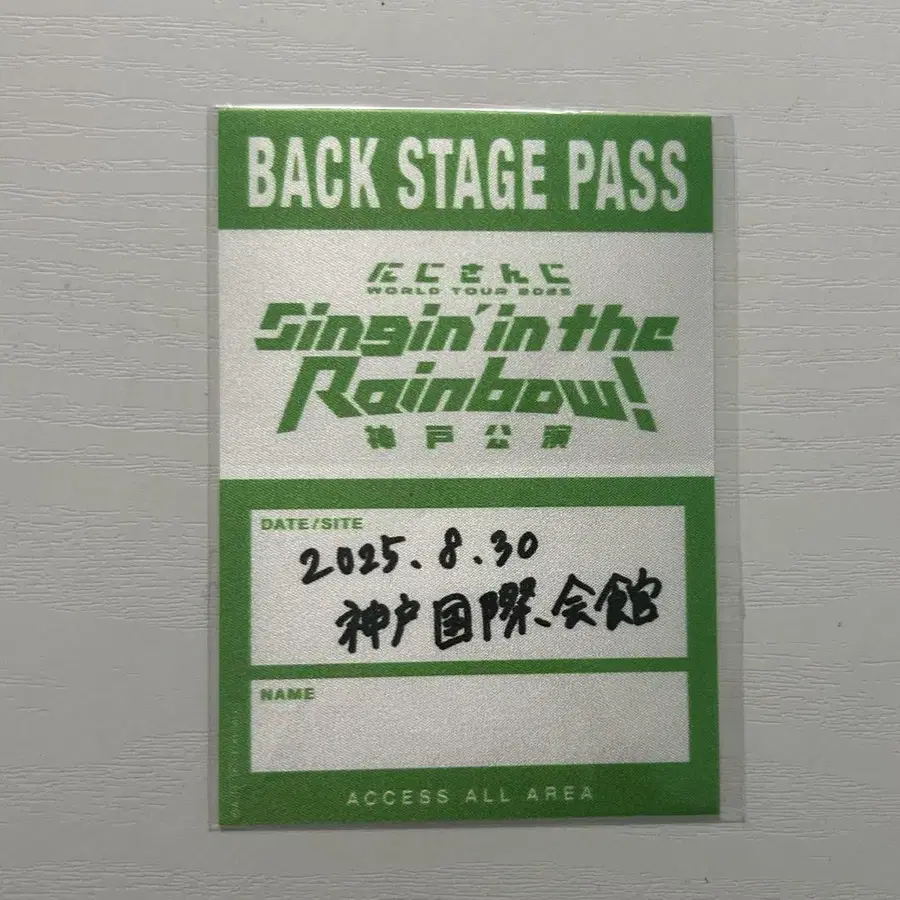 BACK STAGE PASS
にじさんじ
WORLD TOUR 2025
Singin' in the
Rainbow!
神戸公演
DATE/SITE
2025.8.30
神戸国際会館
NAME
ACCESS ALL AREA